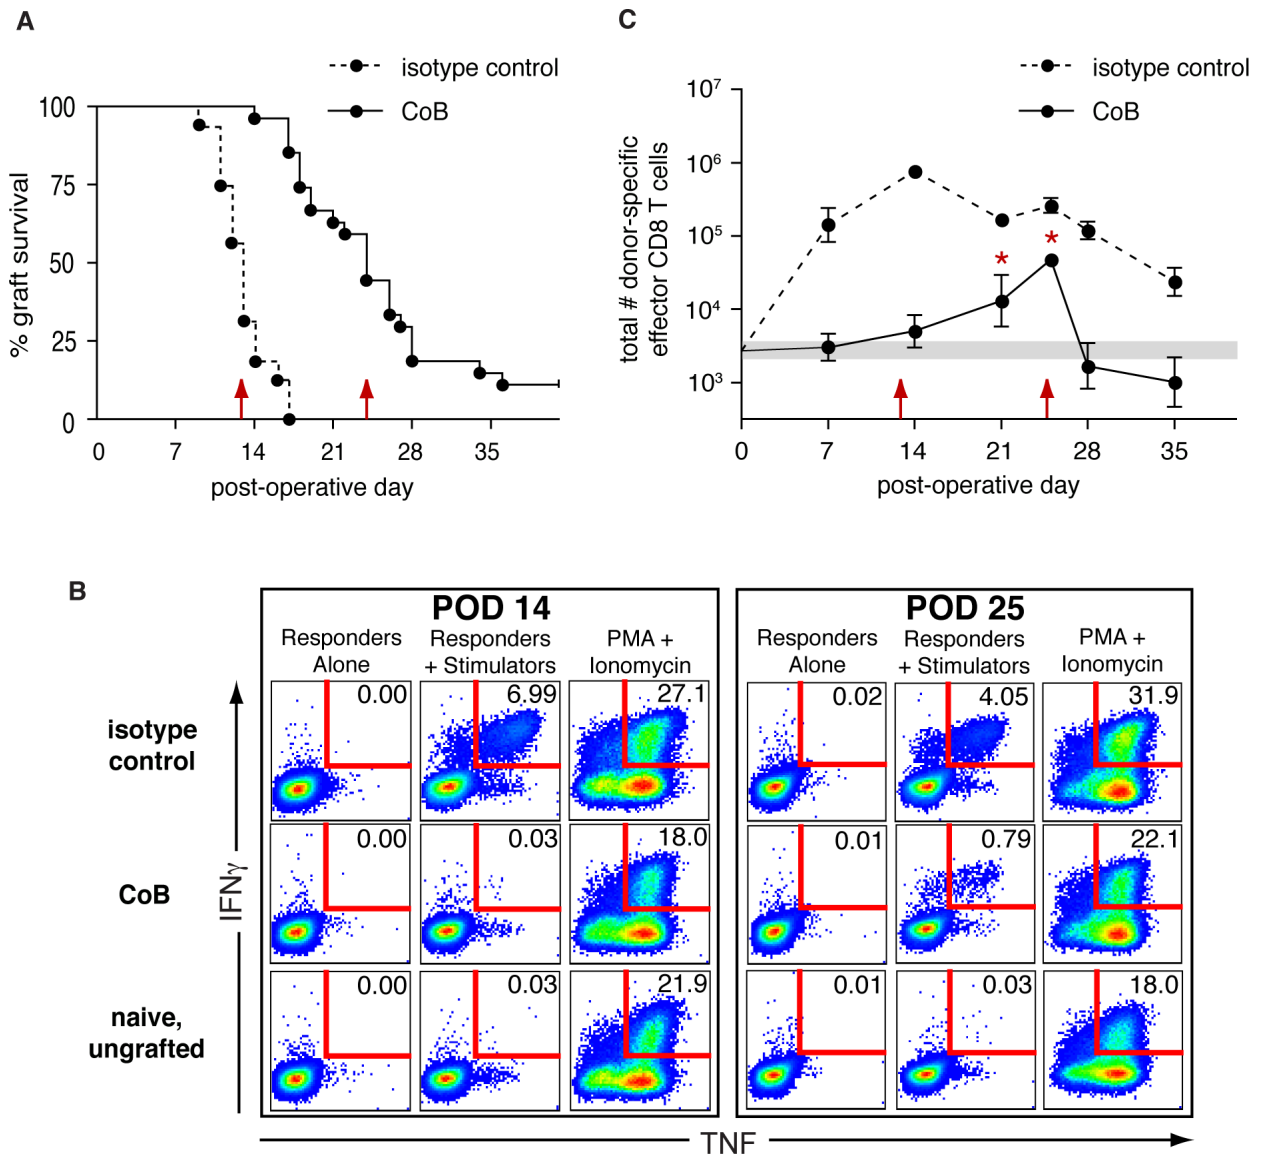 A
isotype control
CoB
% graft survival
100
75
50
25
0
0 7 14 21 28 35
post-operative day
C
isotype control
CoB
total # donor-specific
effector CD8 T cells
10⁷
10⁶
10⁵
10⁴
10³
*
*
0 7 14 21 28 35
post-operative day
B
POD 14
Responders Alone
Responders + Stimulators
PMA + Ionomycin
POD 25
Responders Alone
Responders + Stimulators
PMA + Ionomycin
isotype control
0.00 6.99 27.1 0.02 4.05 31.9
CoB
0.00 0.03 18.0 0.01 0.79 22.1
naive, ungrafted
0.00 0.03 21.9 0.01 0.03 18.0
IFNγ
TNF